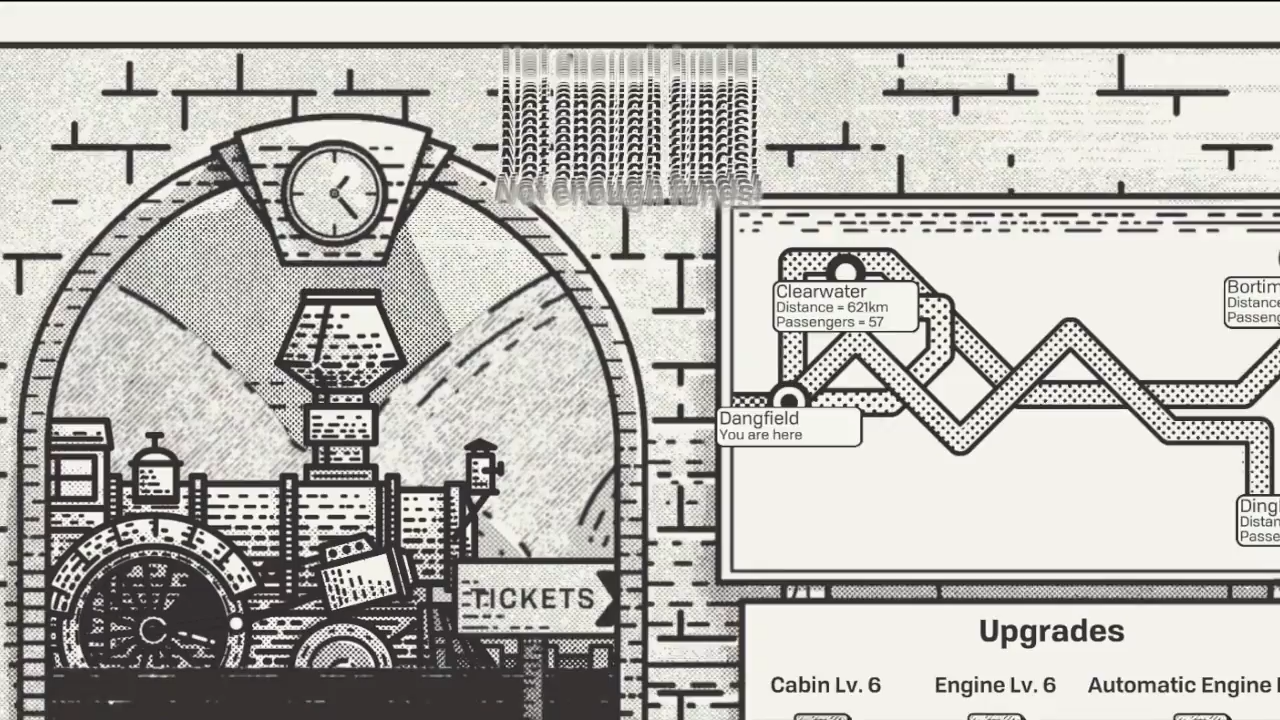 Not enough funds!
Clearwater
Distance = 621km
Passengers = 57
Dangfield
You are here
TICKETS
Upgrades
Cabin Lv. 6
Engine Lv. 6
Automatic Engine